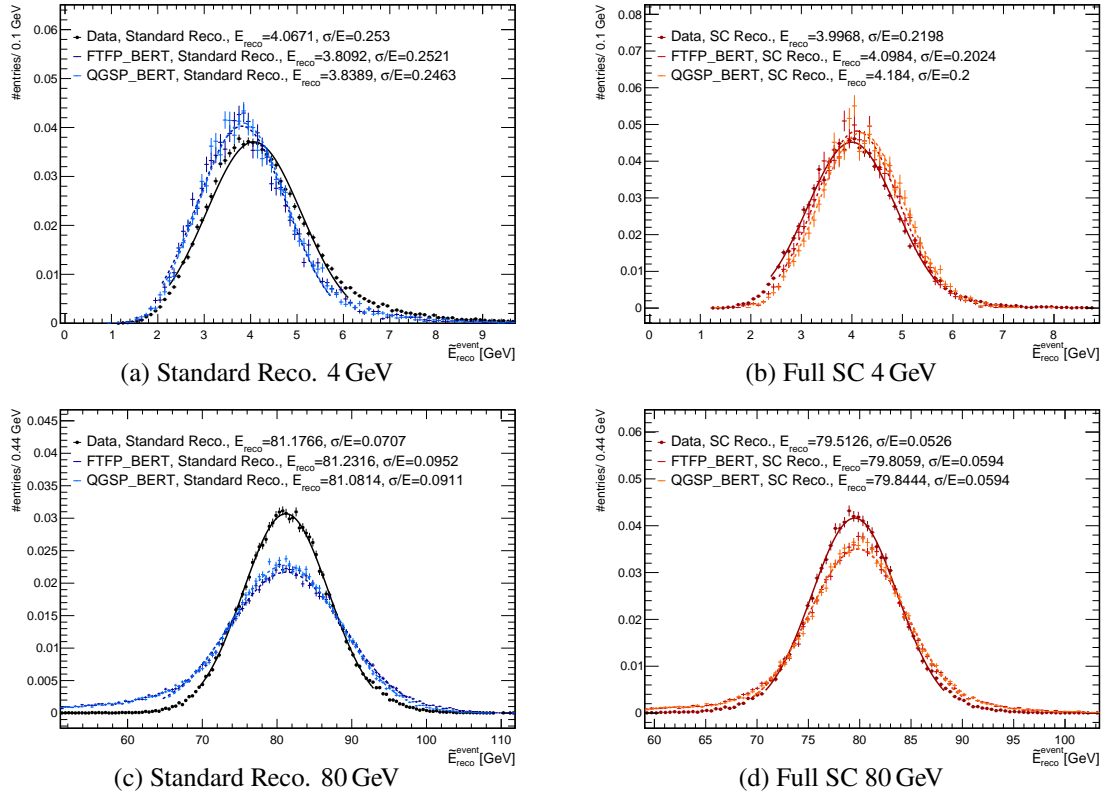 #entries/ 0.1 GeV
0.06
0.05
0.04
0.03
0.02
0.01
0
Data, Standard Reco., E_reco=4.0671, σ/E=0.253
FTFP_BERT, Standard Reco., E_reco=3.8092, σ/E=0.2521
QGSP_BERT, Standard Reco., E_reco=3.8389, σ/E=0.2463
0 1 2 3 4 5 6 7 8 9
Ẽ_reco^event [GeV]
(a) Standard Reco. 4 GeV
#entries/ 0.1 GeV
0.08
0.07
0.06
0.05
0.04
0.03
0.02
0.01
0
Data, SC Reco., E_reco=3.9968, σ/E=0.2198
FTFP_BERT, SC Reco., E_reco=4.0984, σ/E=0.2024
QGSP_BERT, SC Reco., E_reco=4.184, σ/E=0.2
0 1 2 3 4 5 6 7 8
Ẽ_reco^event [GeV]
(b) Full SC 4 GeV
#entries/ 0.44 GeV
0.045
0.04
0.035
0.03
0.025
0.02
0.015
0.01
0.005
0
Data, Standard Reco., E_reco=81.1766, σ/E=0.0707
FTFP_BERT, Standard Reco., E_reco=81.2316, σ/E=0.0952
QGSP_BERT, Standard Reco., E_reco=81.0814, σ/E=0.0911
60 70 80 90 100 110
Ẽ_reco^event [GeV]
(c) Standard Reco. 80 GeV
#entries/ 0.44 GeV
0.06
0.05
0.04
0.03
0.02
0.01
0
Data, SC Reco., E_reco=79.5126, σ/E=0.0526
FTFP_BERT, SC Reco., E_reco=79.8059, σ/E=0.0594
QGSP_BERT, SC Reco., E_reco=79.8444, σ/E=0.0594
60 65 70 75 80 85 90 95 100
Ẽ_reco^event [GeV]
(d) Full SC 80 GeV